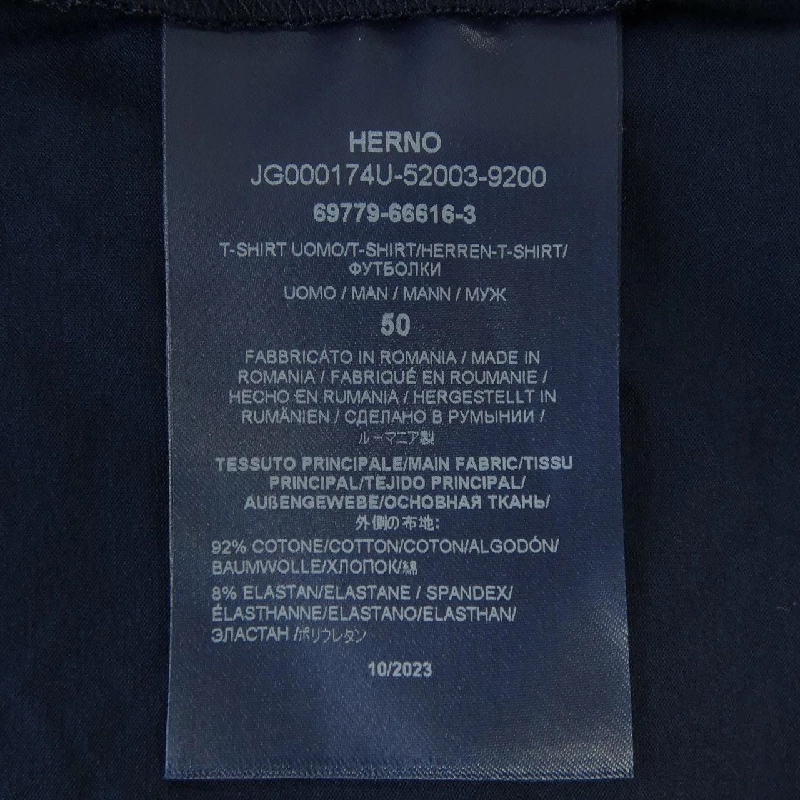 HERNO
JG000174U-52003-9200
69779-66616-3
T-SHIRT UOMO/T-SHIRT/HERREN-T-SHIRT/
ФУТБОЛКИ
UOMO / MAN / MANN / МУЖ
50
FABBRICATO IN ROMANIA / MADE IN
ROMANIA / FABRIQUÉ EN ROUMANIE /
HECHO EN RUMANIA / HERGESTELLT IN
RUMÄNIEN / СДЕЛАНО В РУМЫНИИ /
ルーマニア製
TESSUTO PRINCIPALE/MAIN FABRIC/TISSU
PRINCIPAL/TEJIDO PRINCIPAL/
AUßENGEWEBE/ОСНОВНАЯ ТКАНЬ/
外側の布地:
92% COTONE/COTTON/COTON/ALGODÓN/
BAUMWOLLE/ХЛОПОК/綿
8% ELASTAN/ELASTANE / SPANDEX/
ÉLASTHANNE/ELASTANO/ELASTHAN/
ЭЛАСТАН /ポリウレタン
10/2023